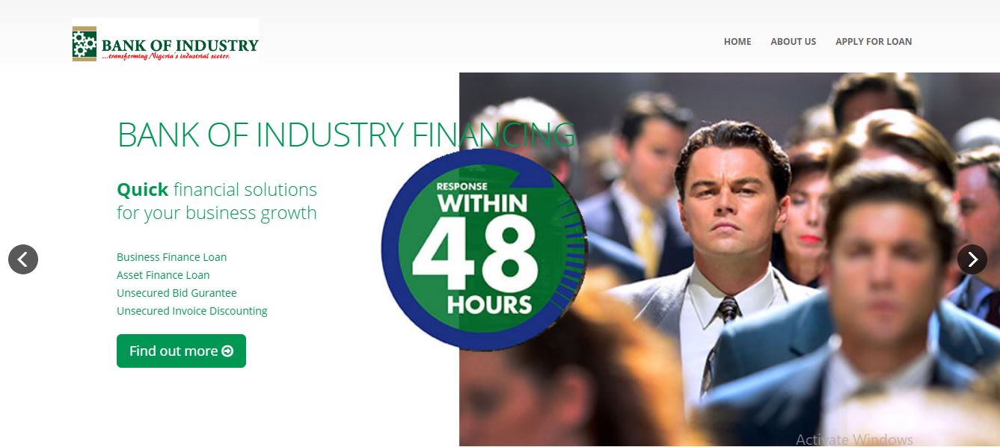 BANK OF INDUSTRY
...transforming Nigeria's industrial sector.
HOME ABOUT US APPLY FOR LOAN
BANK OF INDUSTRY FINANCING
Quick financial solutions
for your business growth
Business Finance Loan
Asset Finance Loan
Unsecured Bid Gurantee
Unsecured Invoice Discounting
Find out more
RESPONSE
WITHIN
48
HOURS
Activate Windows